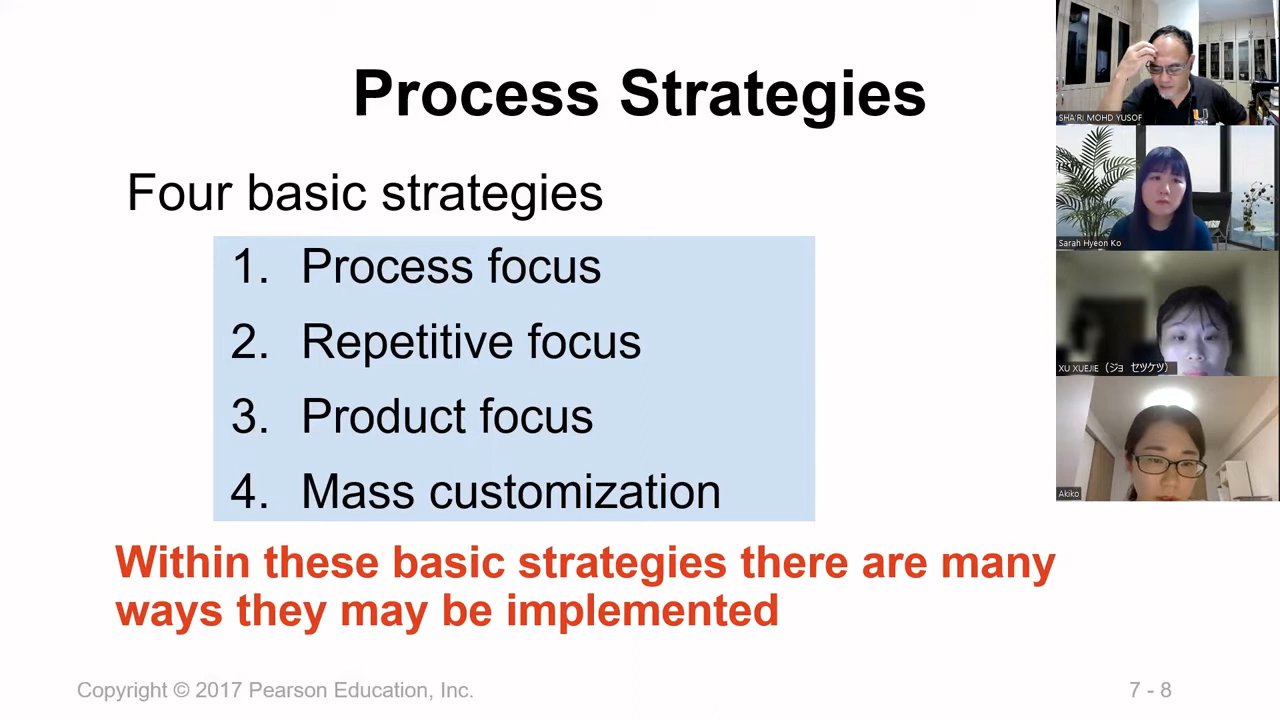 Process Strategies
Four basic strategies
1. Process focus
2. Repetitive focus
3. Product focus
4. Mass customization
Within these basic strategies there are many
ways they may be implemented
Copyright © 2017 Pearson Education, Inc.
7 - 8
SHA'RI MOHD YUSOF
Sarah Hyeon Ko
XU XUEJIE（ジョ　セツケツ）
Akiko